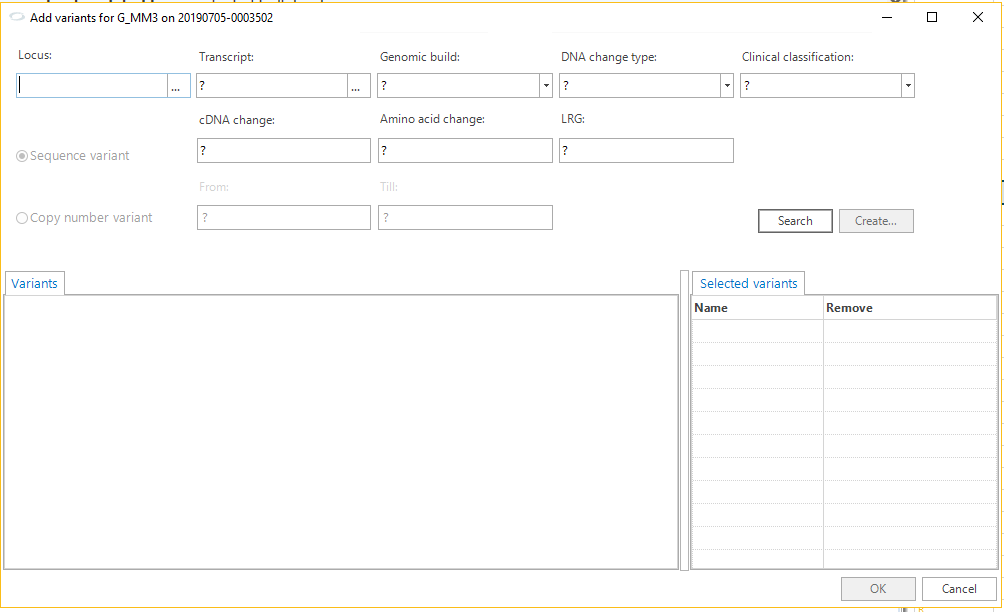 Add variants for G_MM3 on 20190705-0003502
Locus:
Transcript:
Genomic build:
DNA change type:
Clinical classification:
...
?
...
?
?
?
cDNA change:
Amino acid change:
LRG:
Sequence variant
?
?
?
From:
Till:
Copy number variant
?
?
Search
Create...
Variants
Selected variants
Name
Remove
OK
Cancel